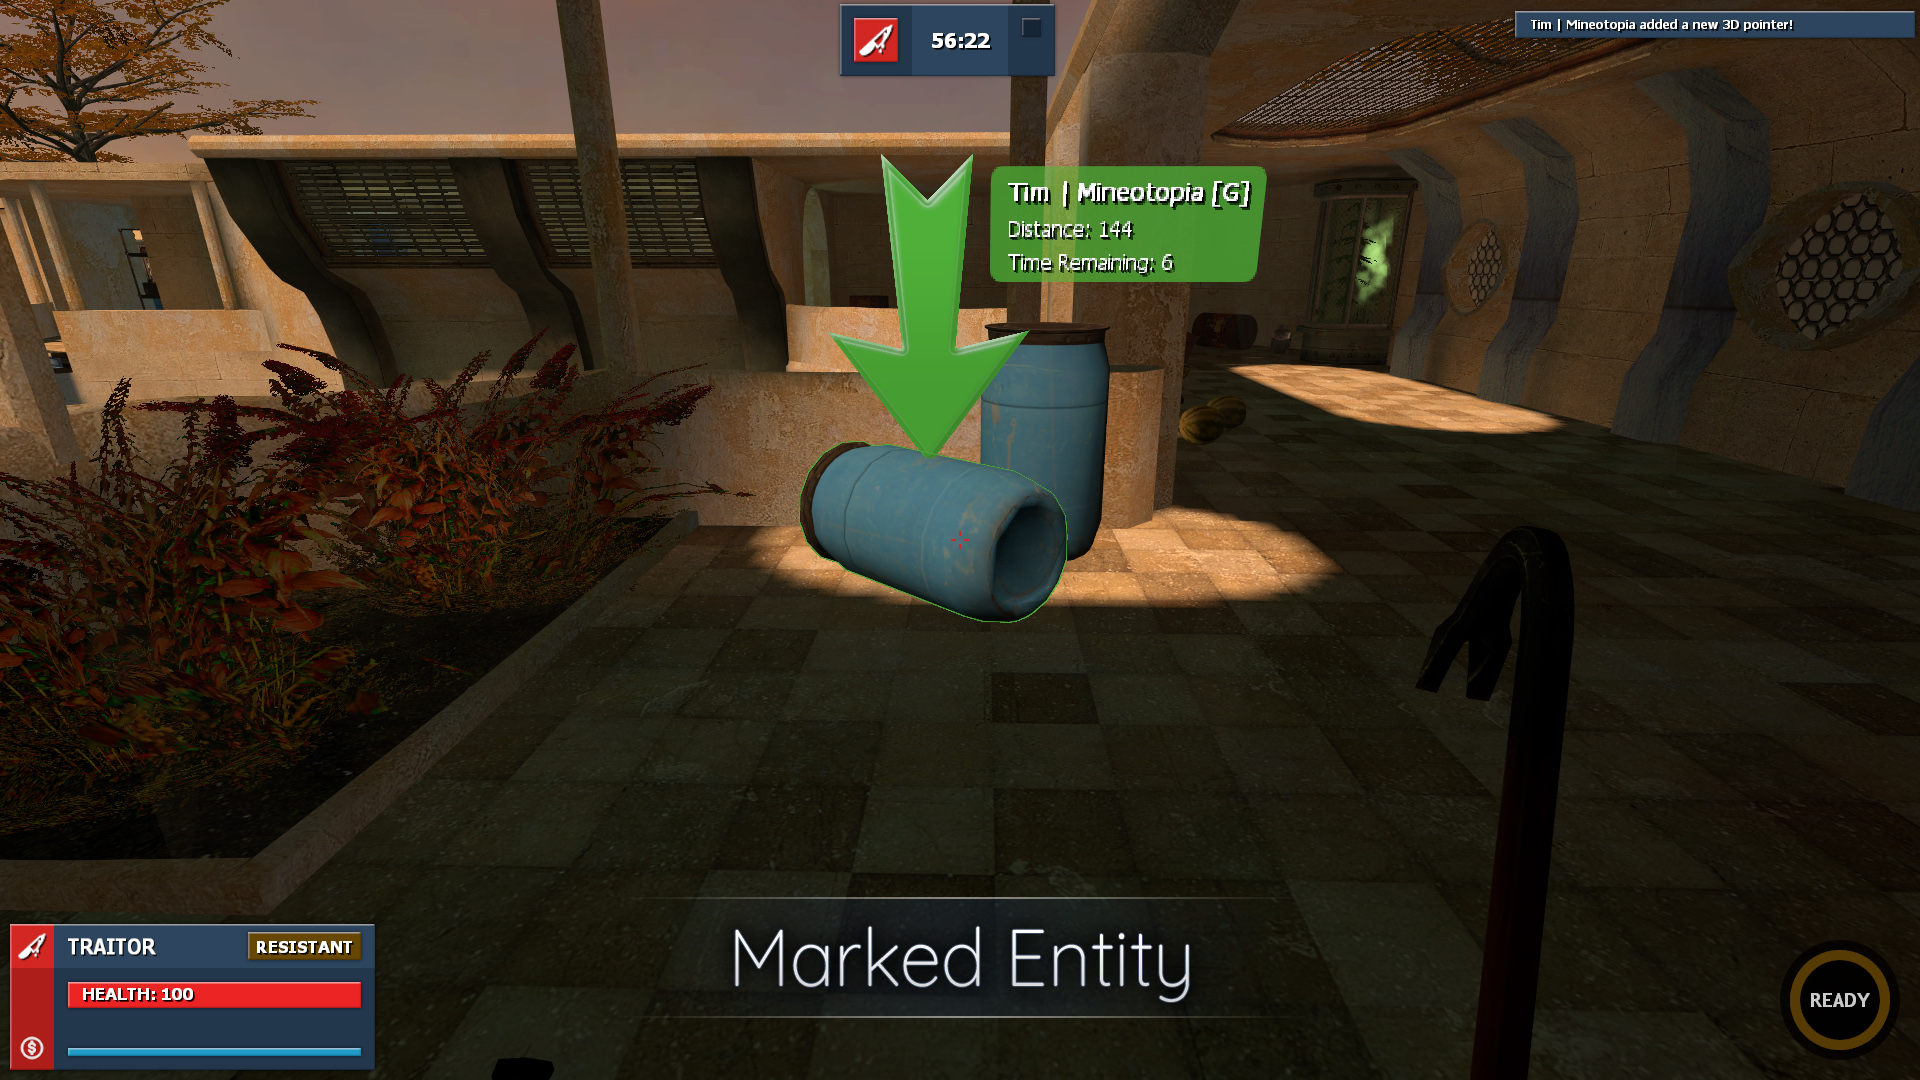 56:22
Tim | Mineotopia added a new 3D pointer!
Tim | Mineotopia [G]
Distance: 144
Time Remaining: 6
Marked Entity
TRAITOR
RESISTANT
HEALTH: 100
READY